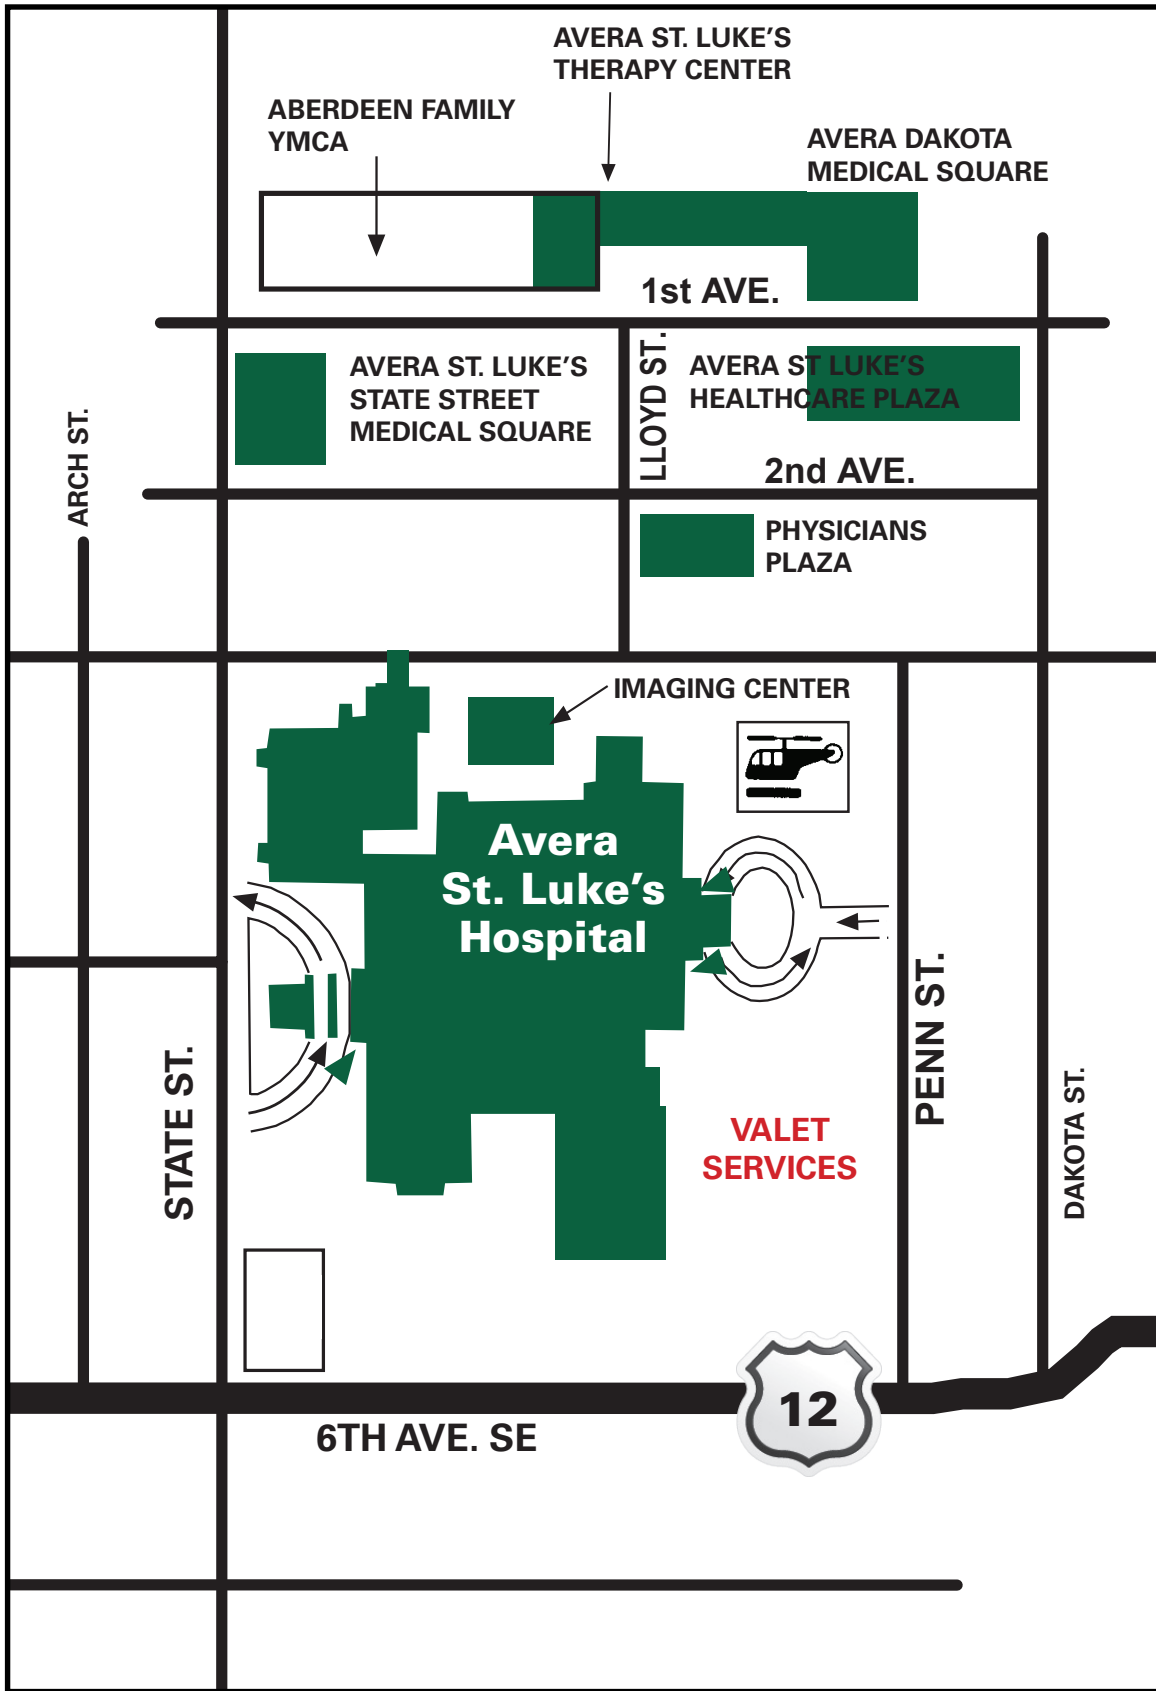 AVERA ST. LUKE'S
THERAPY CENTER
ABERDEEN FAMILY
YMCA
AVERA DAKOTA
MEDICAL SQUARE
1st AVE.
AVERA ST. LUKE'S
STATE STREET
MEDICAL SQUARE
LLOYD ST.
AVERA ST LUKE'S
HEALTHCARE PLAZA
ARCH ST.
2nd AVE.
PHYSICIANS
PLAZA
IMAGING CENTER
Avera
St. Luke's
Hospital
STATE ST.
PENN ST.
DAKOTA ST.
VALET
SERVICES
12
6TH AVE. SE